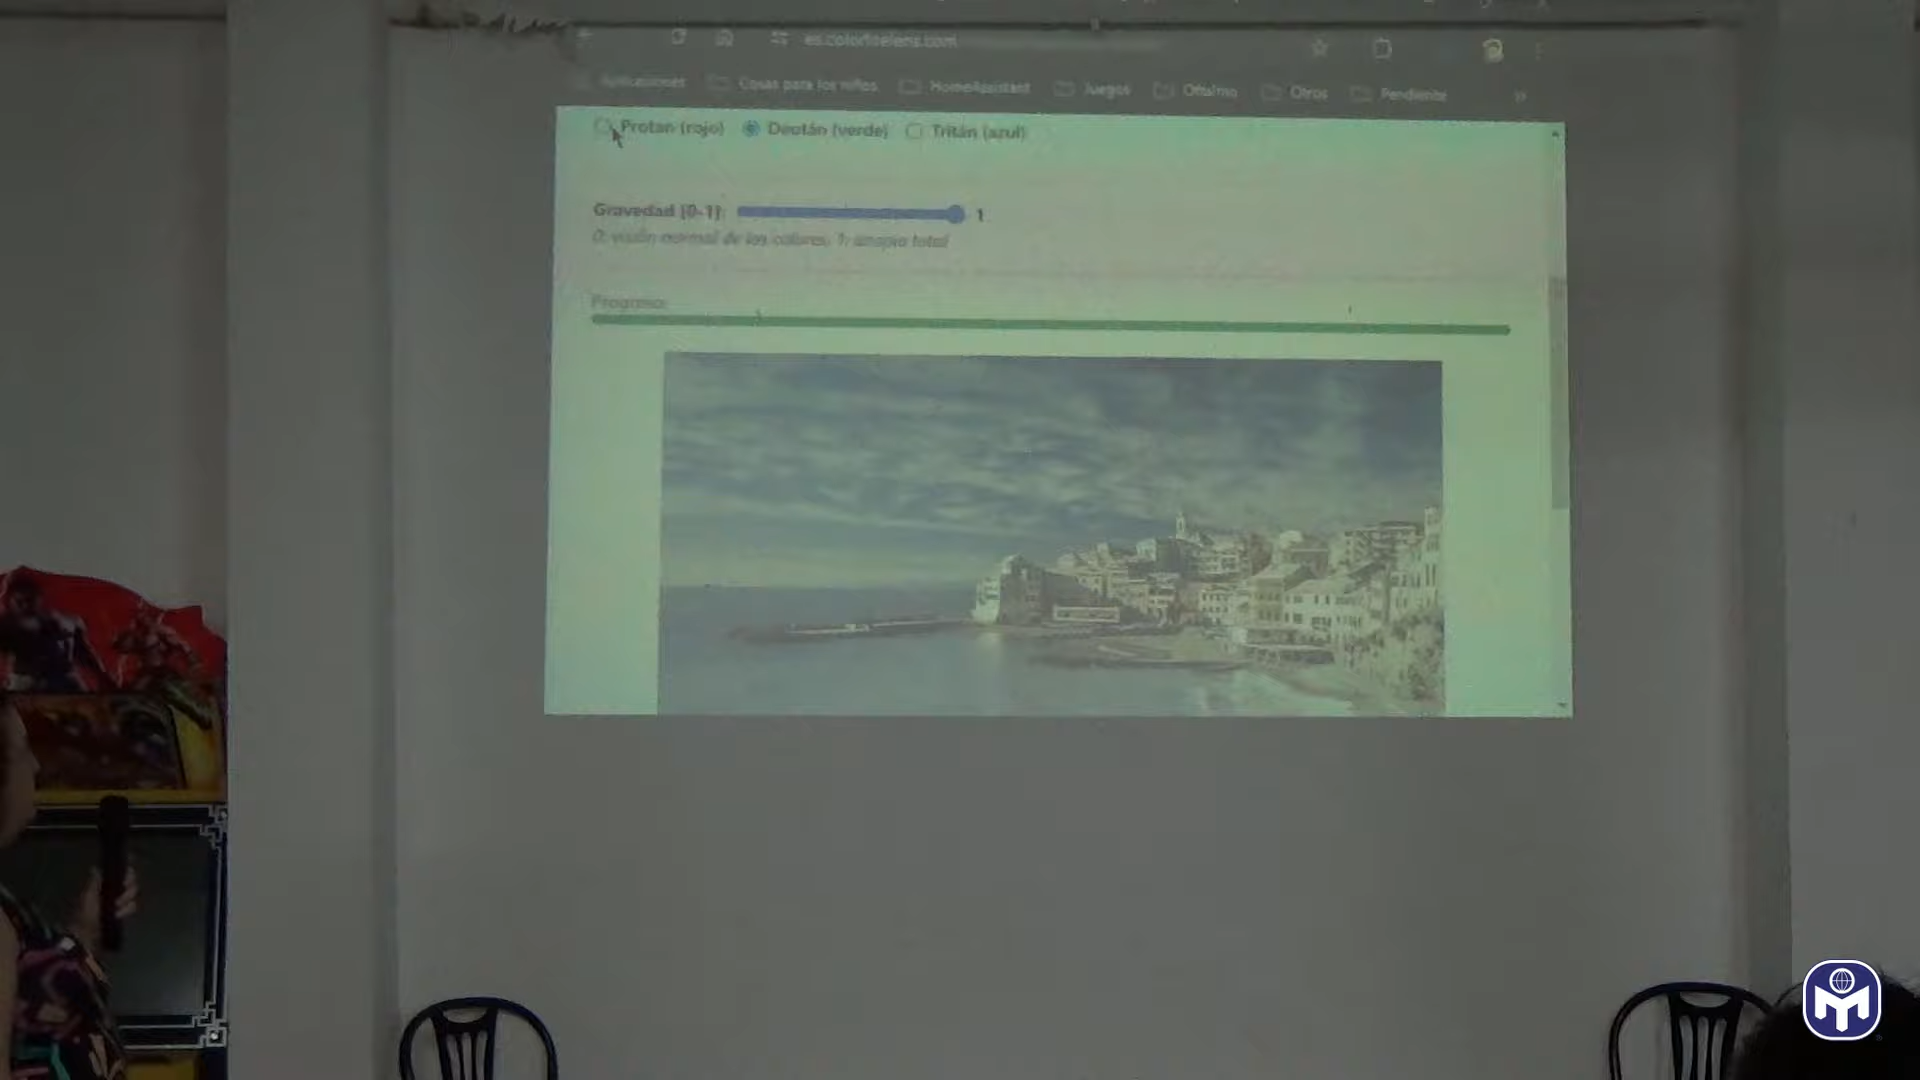 es.colorlitelens.com
Aplicaciones Cosas para los niños HomeAssistant Juegos Oftalmo Otros Pendiente »
Protan (rojo) Deután (verde) Tritán (azul)
Gravedad [0-1]: 1
0: visión normal de los colores, 1: anopia total
Progreso: